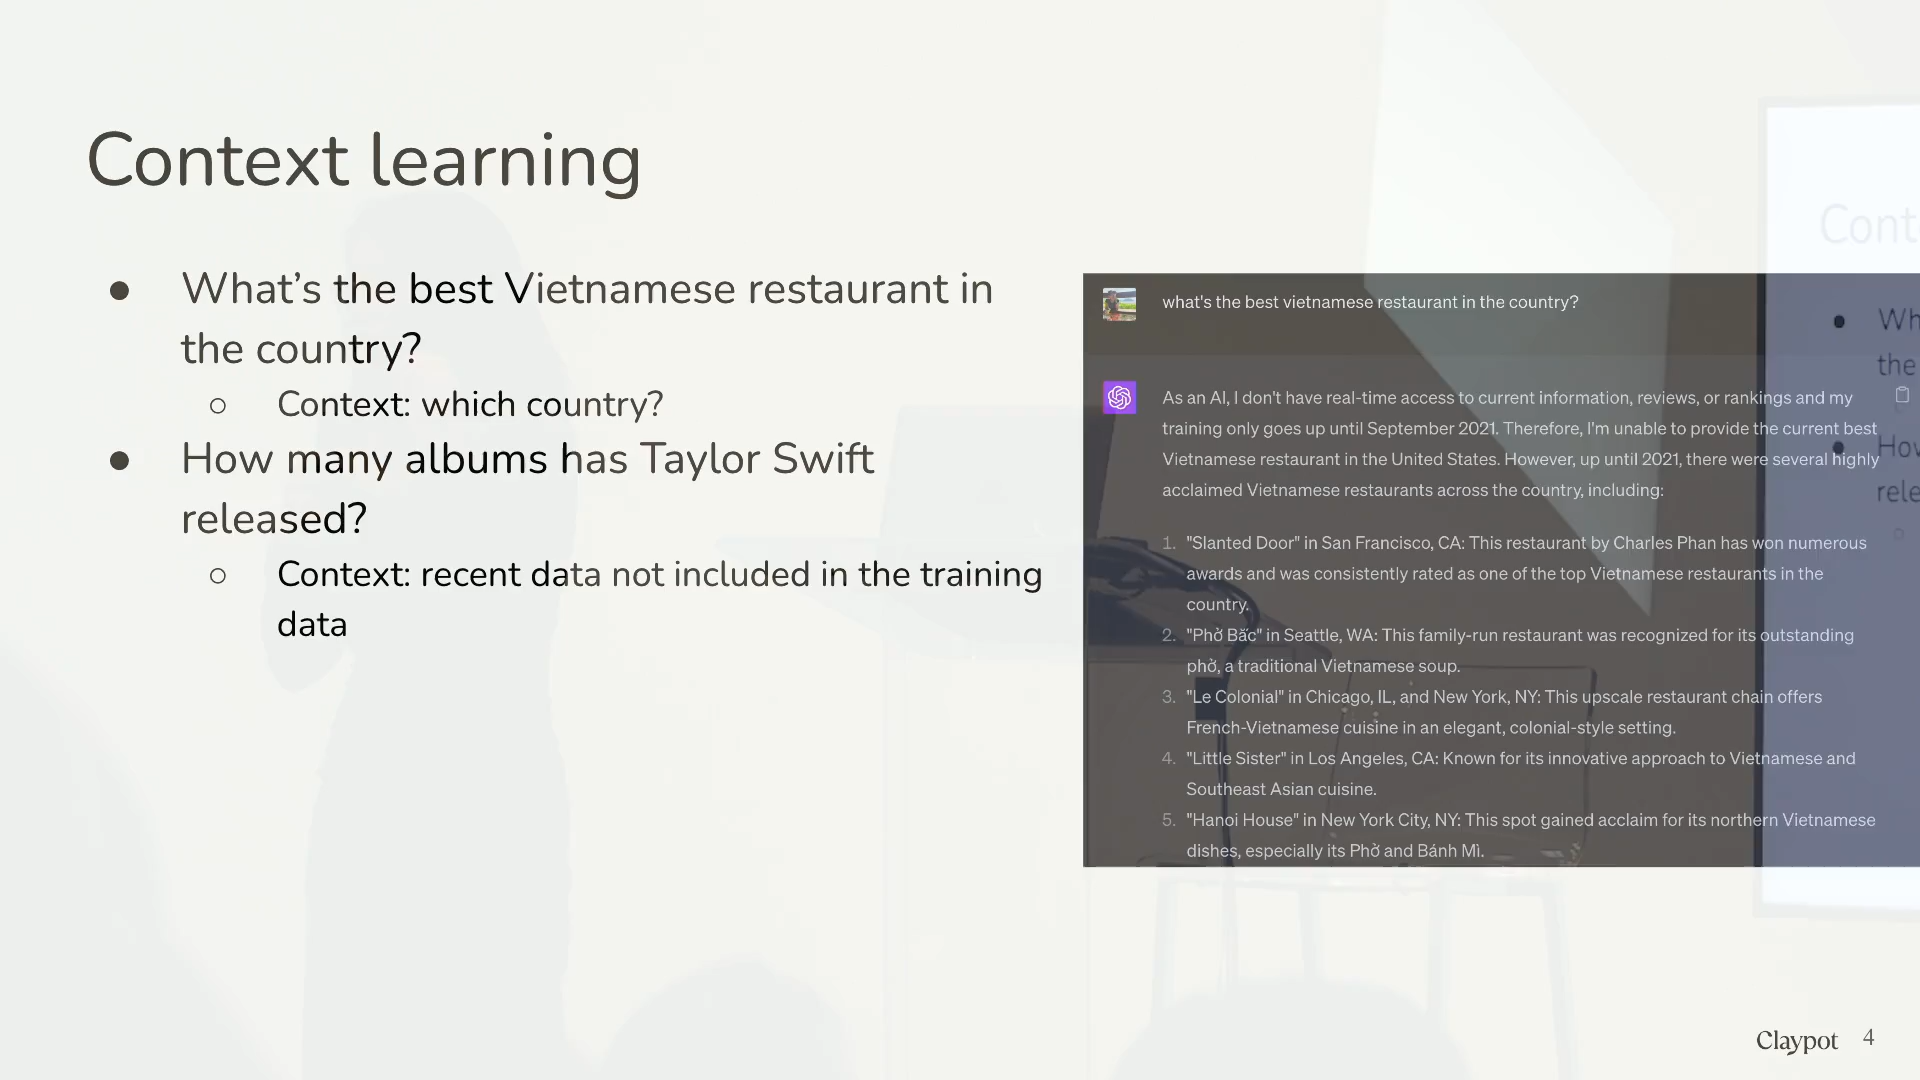 Context learning
● What’s the best Vietnamese restaurant in
the country?
○ Context: which country?
● How many albums has Taylor Swift
released?
○ Context: recent data not included in the training
data
what's the best vietnamese restaurant in the country?
As an AI, I don't have real-time access to current information, reviews, or rankings and my
training only goes up until September 2021. Therefore, I'm unable to provide the current best
Vietnamese restaurant in the United States. However, up until 2021, there were several highly
acclaimed Vietnamese restaurants across the country, including:
1. "Slanted Door" in San Francisco, CA: This restaurant by Charles Phan has won numerous
awards and was consistently rated as one of the top Vietnamese restaurants in the
country.
2. "Phở Bắc" in Seattle, WA: This family-run restaurant was recognized for its outstanding
phở, a traditional Vietnamese soup.
3. "Le Colonial" in Chicago, IL, and New York, NY: This upscale restaurant chain offers
French-Vietnamese cuisine in an elegant, colonial-style setting.
4. "Little Sister" in Los Angeles, CA: Known for its innovative approach to Vietnamese and
Southeast Asian cuisine.
5. "Hanoi House" in New York City, NY: This spot gained acclaim for its northern Vietnamese
dishes, especially its Phở and Bánh Mì.
Cont
● Wh
the
● How
rele
Claypot 4